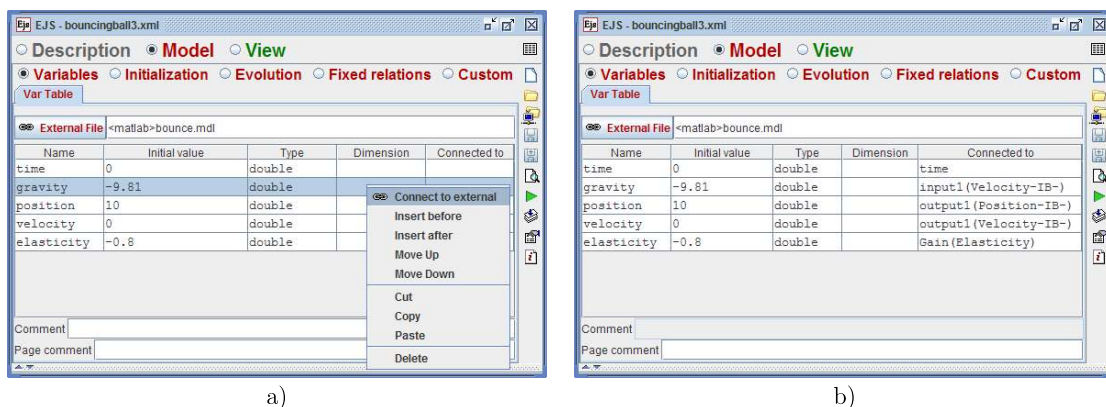 Ejs EJS - bouncingball3.xml
Description Model View
Variables Initialization Evolution Fixed relations Custom
Var Table
External File <matlab>bounce.mdl
Name Initial value Type Dimension Connected to
time 0 double
gravity -9.81 double
position 10 double
velocity 0 double
elasticity -0.8 double
Connect to external
Insert before
Insert after
Move Up
Move Down
Cut
Copy
Paste
Delete
Comment
Page comment
a)
Ejs EJS - bouncingball3.xml
Description Model View
Variables Initialization Evolution Fixed relations Custom
Var Table
External File <matlab>bounce.mdl
Name Initial value Type Dimension Connected to
time 0 double time
gravity -9.81 double input1(Velocity-IB-)
position 10 double output1(Position-IB-)
velocity 0 double output1(Velocity-IB-)
elasticity -0.8 double Gain(Elasticity)
Comment
Page comment
b)